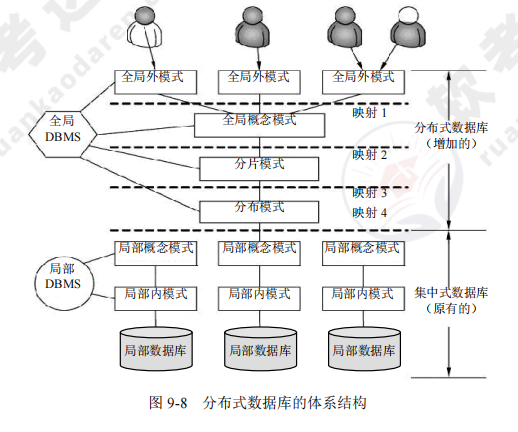 全局外模式 全局外模式 全局外模式
映射 1
全局
DBMS
全局概念模式
分布式数据库
（增加的）
映射 2
分片模式
映射 3
分布模式
映射 4
局部概念模式 局部概念模式 局部概念模式
局部
DBMS
局部内模式 局部内模式 局部内模式
集中式数据库
（原有的）
局部数据库 局部数据库 局部数据库
图 9-8 分布式数据库的体系结构